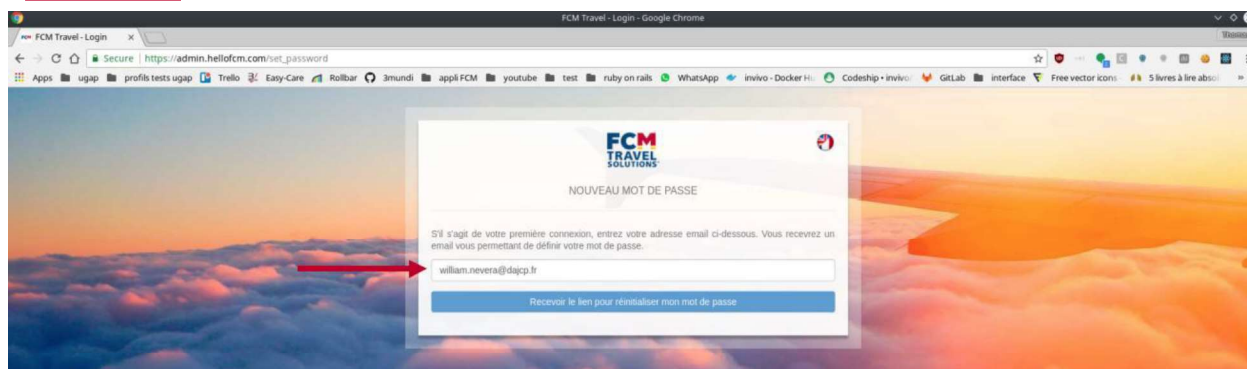 FCM Travel - Login - Google Chrome
FCM Travel - Login
Secure https://admin.hellofcm.com/set_password
Apps ugap profils tests ugap Trello Easy-Care Rollbar 3mundi appli FCM youtube test ruby on rails WhatsApp invivo - Docker Hu Codeship • invivo GitLab interface Free vector icons - 5 livres à lire absol »
FCM
TRAVEL
SOLUTIONS
NOUVEAU MOT DE PASSE
S'il s'agit de votre première connexion, entrez votre adresse email ci-dessous. Vous recevrez un
email vous permettant de définir votre mot de passe.
william.nevera@dajcp.fr
Recevoir le lien pour réinitialiser mon mot de passe